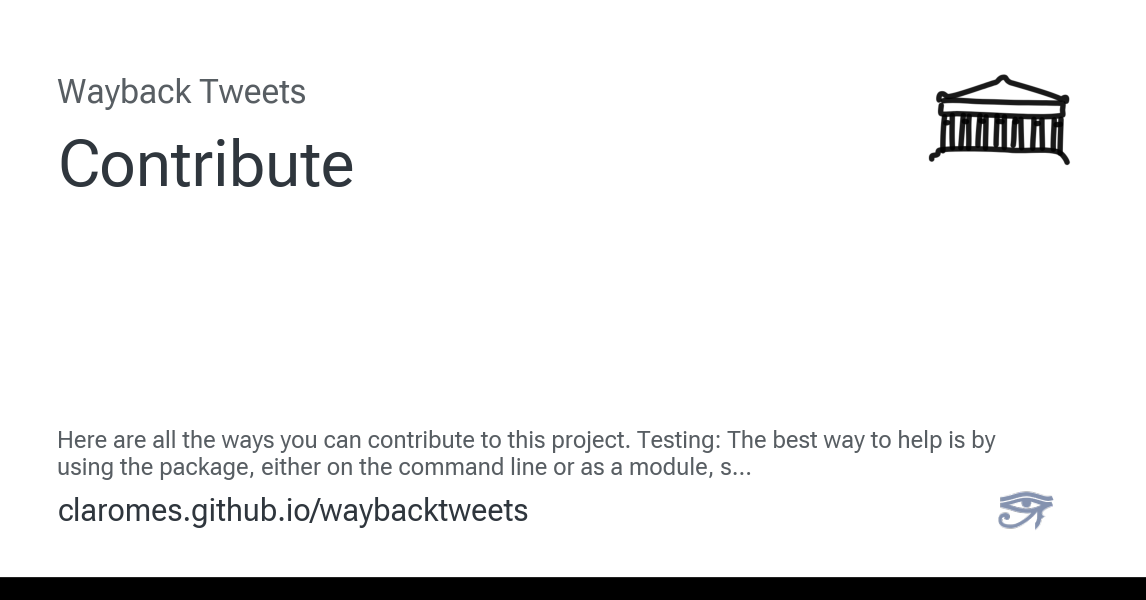 Wayback Tweets
Contribute
Here are all the ways you can contribute to this project. Testing: The best way to help is by
using the package, either on the command line or as a module, s...
claromes.github.io/waybacktweets